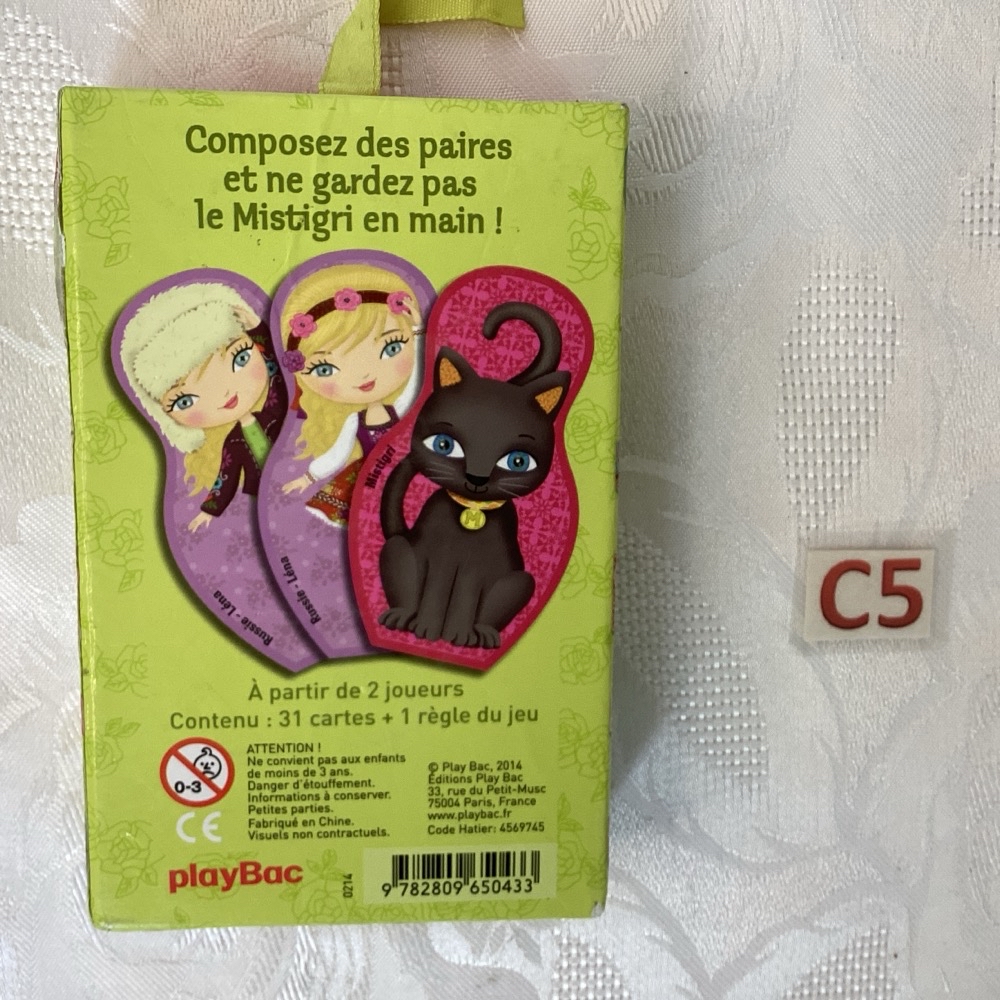 Composez des paires
et ne gardez pas
le Mistigri en main !
Mistigri
M
Russie - Léna
Russie - Léna
À partir de 2 joueurs
Contenu : 31 cartes + 1 règle du jeu
0-3
ATTENTION !
Ne convient pas aux enfants
de moins de 3 ans.
Danger d'étouffement.
Informations à conserver.
Petites parties.
Fabriqué en Chine.
Visuels non contractuels.
CE
© Play Bac, 2014
Éditions Play Bac
33, rue du Petit-Musc
75004 Paris, France
www.playbac.fr
Code Hatier: 4569745
playBac
0214
9 782809 650433
C5